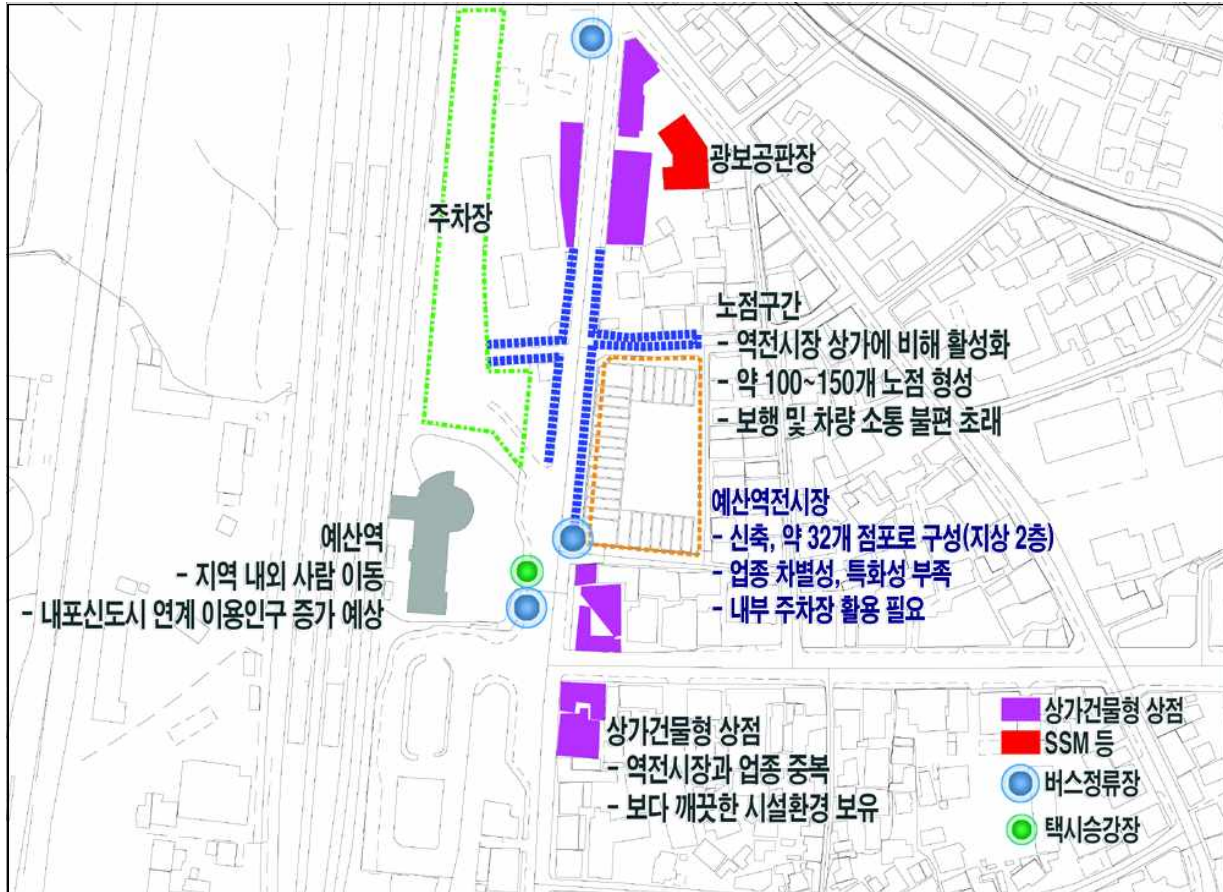 광보공판장
주차장
노점구간
- 역전시장 상가에 비해 활성화
- 약 100~150개 노점 형성
- 보행 및 차량 소통 불편 초래
예산역전시장
- 신축, 약 32개 점포로 구성(지상 2층)
- 업종 차별성, 특화성 부족
- 내부 주차장 활용 필요
예산역
- 지역 내외 사람 이동
- 내포신도시 연계 이용인구 증가 예상
상가건물형 상점
- 역전시장과 업종 중복
- 보다 깨끗한 시설환경 보유
상가건물형 상점
SSM 등
버스정류장
택시승강장